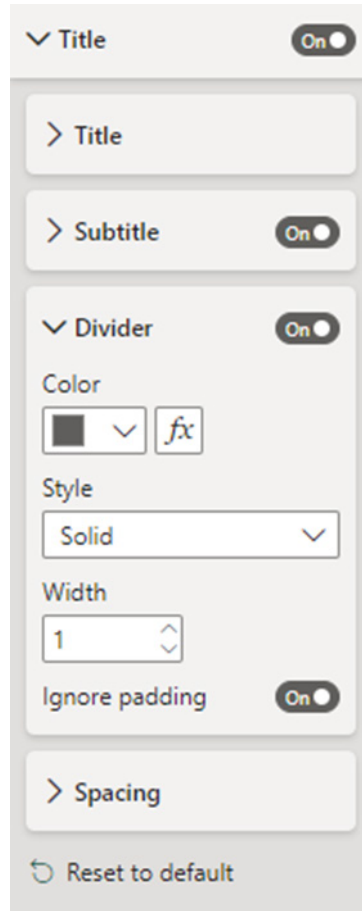 Title On
Title
Subtitle On
Divider On
Color
fx
Style
Solid
Width
1
Ignore padding On
Spacing
Reset to default